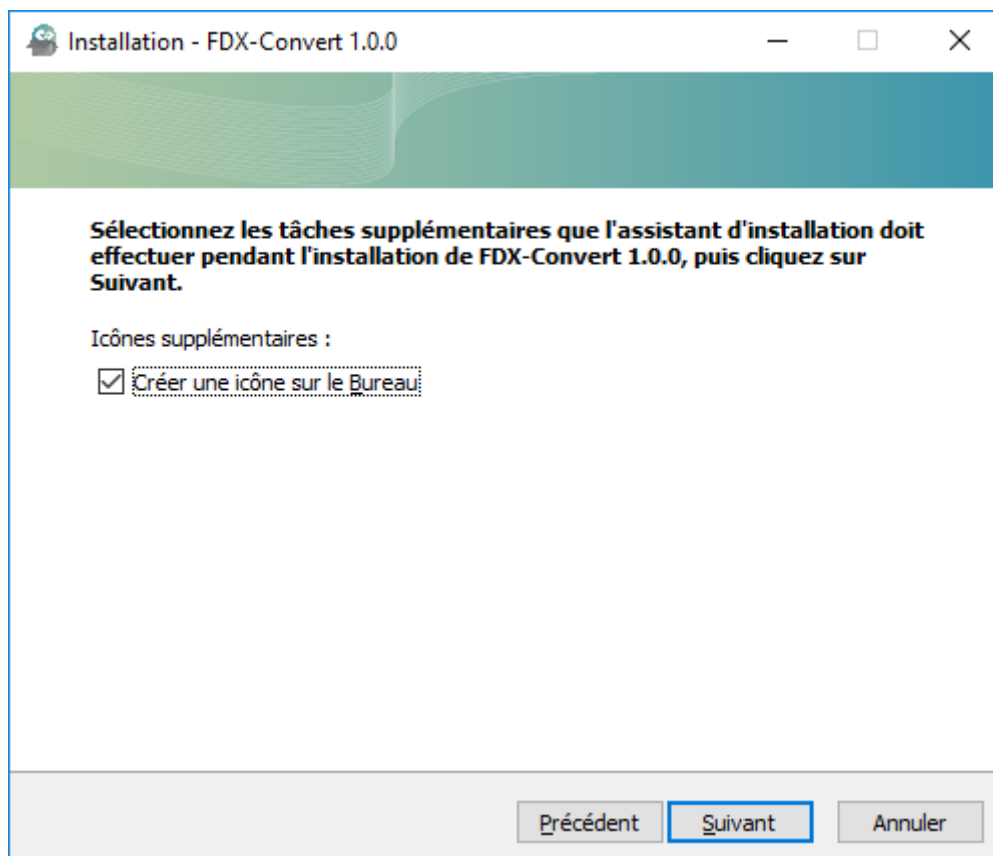 Installation - FDX-Convert 1.0.0
Sélectionnez les tâches supplémentaires que l'assistant d'installation doit
effectuer pendant l'installation de FDX-Convert 1.0.0, puis cliquez sur
Suivant.
Icônes supplémentaires :
Créer une icône sur le Bureau
Précédent Suivant Annuler